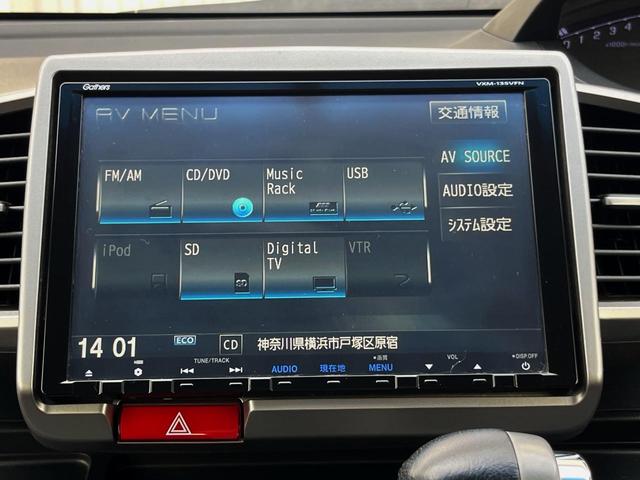 Gathers VXM-135VFN
AV MENU 交通情報
FM/AM CD/DVD Music Rack USB
AV SOURCE
AUDIO設定
iPod SD Digital TV VTR
システム設定
14 01 ECO CD 神奈川県横浜市戸塚区原宿
TUNE/TRACK 画質 VOL DISP.OFF
AUDIO 現在地 MENU